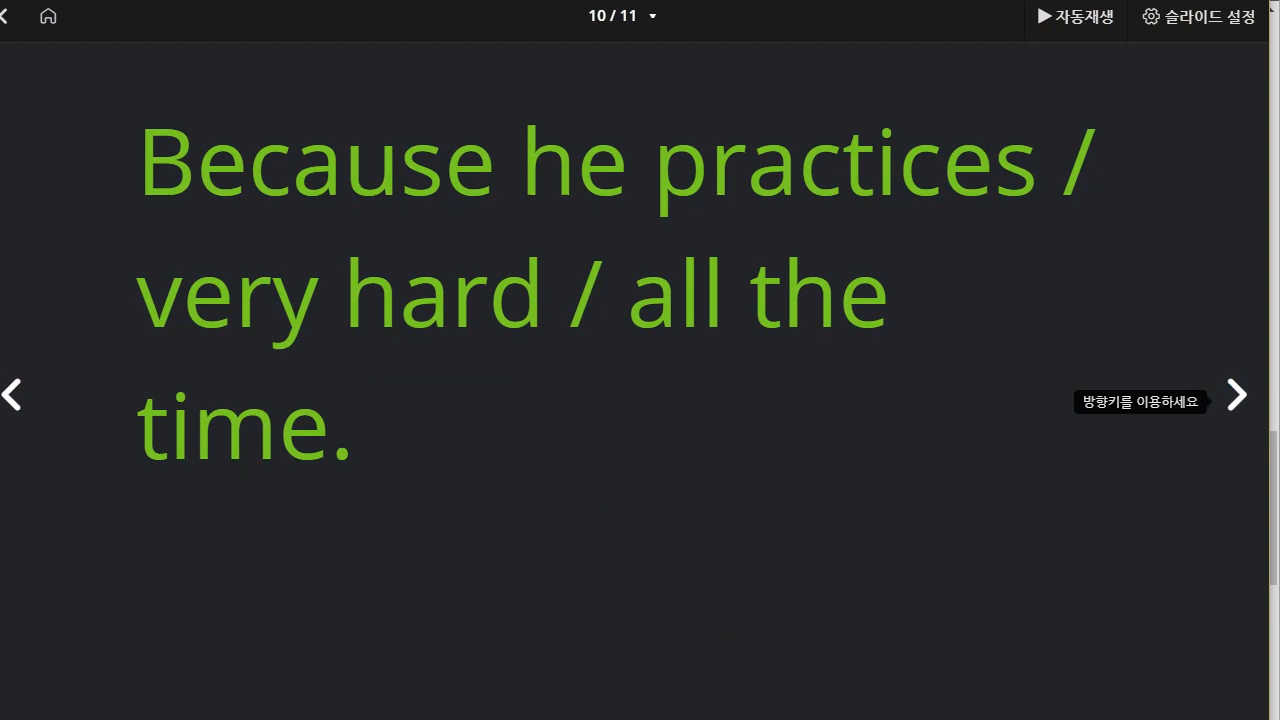 10 / 11
자동재생
슬라이드 설정
Because he practices /
very hard / all the
time.
방향키를 이용하세요